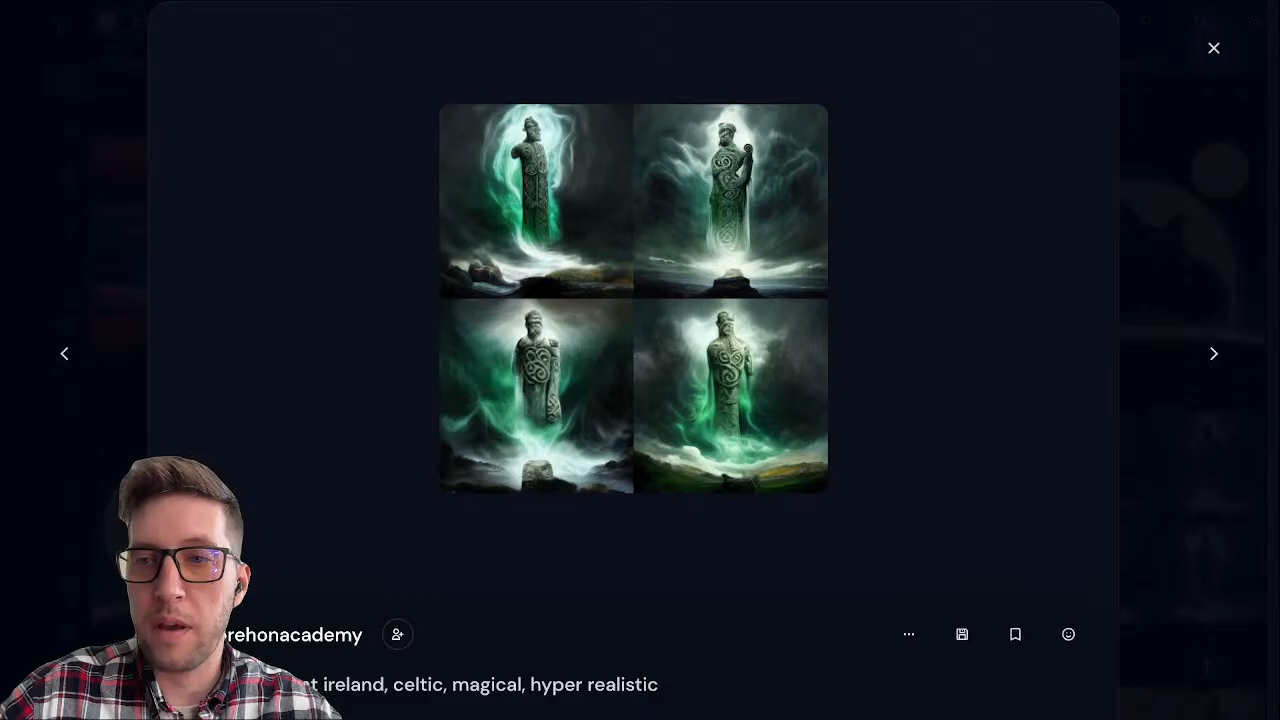 rehonacademy
ireland, celtic, magical, hyper realistic